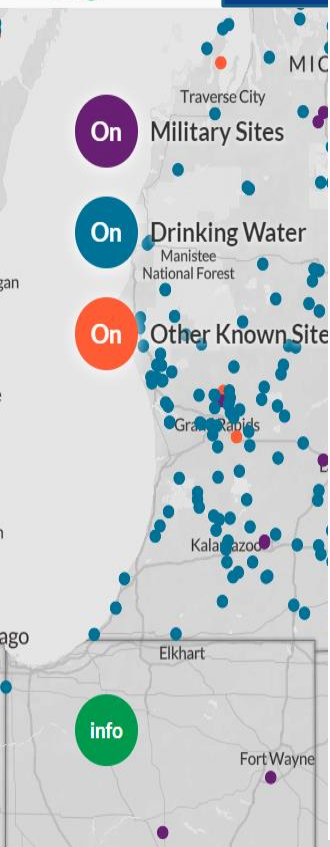 MIC
Traverse City
On Military Sites
On Drinking Water
Manistee
National Forest
gan
On Other Known Site
Grand Rapids
Kalamazoo
ago
Elkhart
info
Fort Wayne